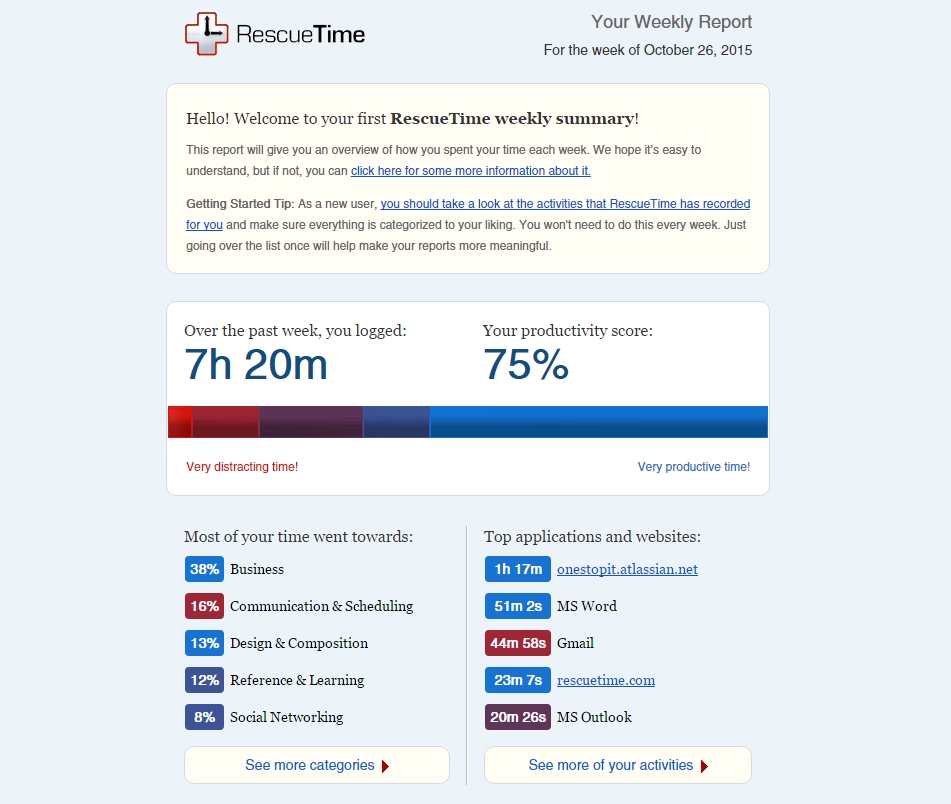 RescueTime
Your Weekly Report
For the week of October 26, 2015
Hello! Welcome to your first RescueTime weekly summary!
This report will give you an overview of how you spent your time each week. We hope it's easy to
understand, but if not, you can click here for some more information about it.
Getting Started Tip: As a new user, you should take a look at the activities that RescueTime has recorded
for you and make sure everything is categorized to your liking. You won't need to do this every week. Just
going over the list once will help make your reports more meaningful.
Over the past week, you logged:
7h 20m
Your productivity score:
75%
Very distracting time!
Very productive time!
Most of your time went towards:
38% Business
16% Communication & Scheduling
13% Design & Composition
12% Reference & Learning
8% Social Networking
See more categories
Top applications and websites:
1h 17m onestopit.atlassian.net
51m 2s MS Word
44m 58s Gmail
23m 7s rescuetime.com
20m 26s MS Outlook
See more of your activities